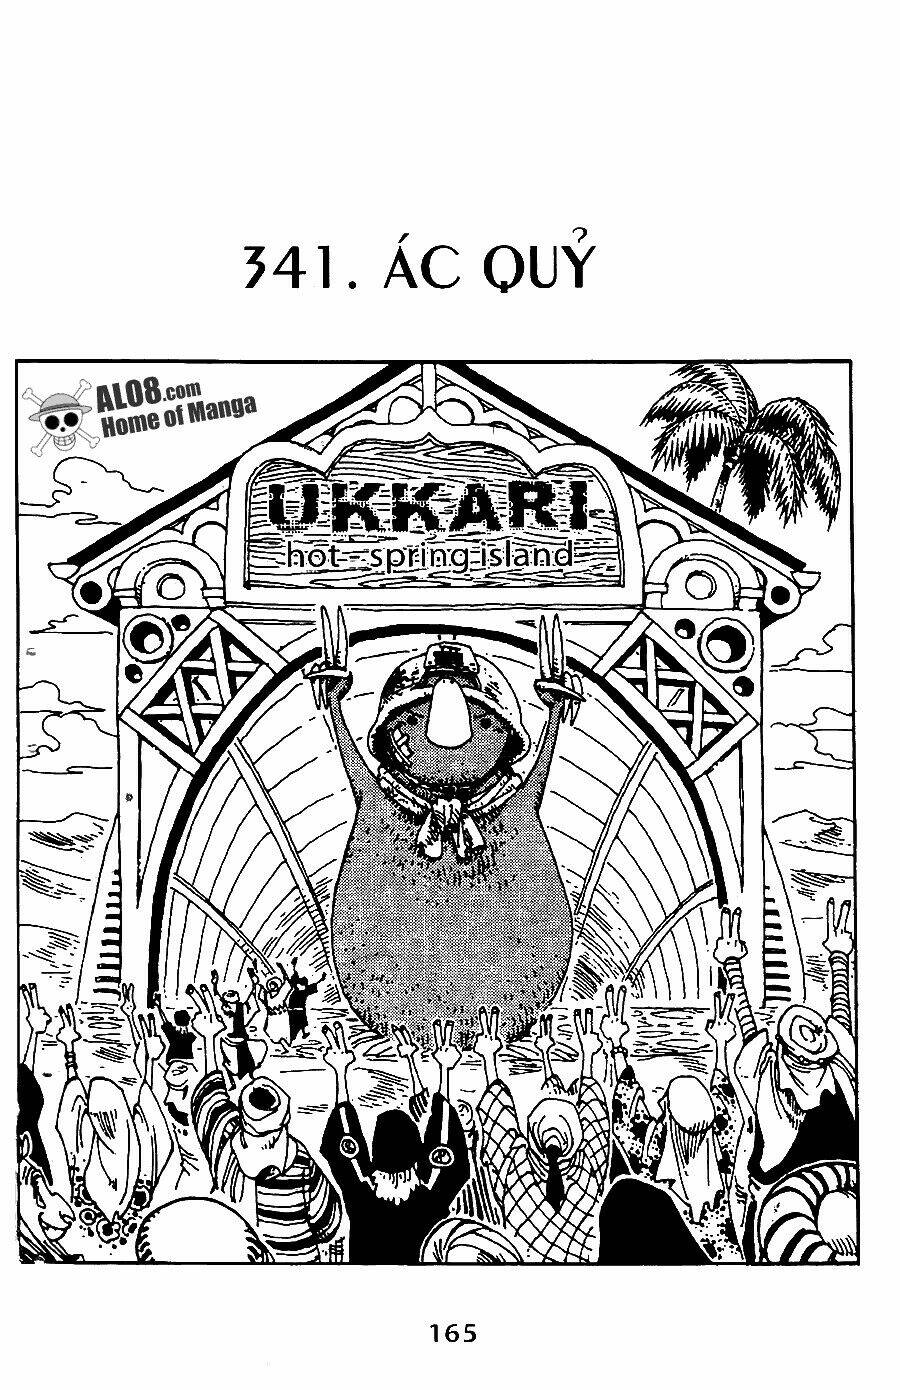 341. ÁC QUỶ
ALO8.com
Home of Manga
UKKARI
hot-spring island
165